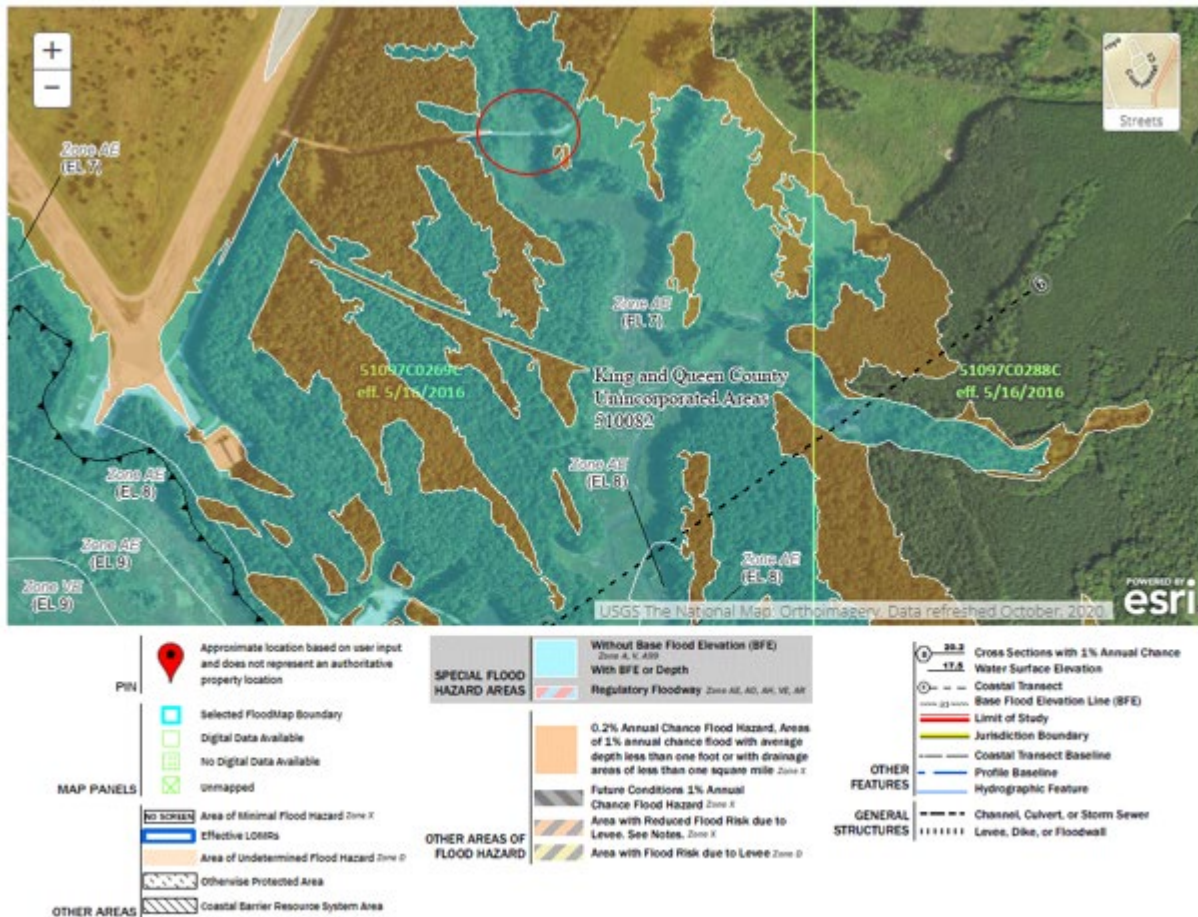 +
−
Streets
Zone AE
(EL 7)
6
Zone AE
(EL 7)
51097C0269C
eff. 5/16/2016
King and Queen County
Unincorporated Areas
510082
51097C0288C
eff. 5/16/2016
Zone AE
(EL 8)
Zone AE
(EL 8)
Zone AE
(EL 9)
Zone AE
(EL 8)
Zone VE
(EL 9)
USGS The National Map: Orthoimagery. Data refreshed October, 2020.
POWERED BY
esri
PIN
Approximate location based on user input
and does not represent an authoritative
property location
MAP PANELS
Selected FloodMap Boundary
Digital Data Available
No Digital Data Available
Unmapped
OTHER AREAS
NO SCREEN Area of Minimal Flood Hazard Zone X
Effective LOMRs
Area of Undetermined Flood Hazard Zone D
Otherwise Protected Area
Coastal Barrier Resource System Area
SPECIAL FLOOD
HAZARD AREAS
Without Base Flood Elevation (BFE)
Zone A, V, A99
With BFE or Depth
Regulatory Floodway Zone AE, AO, AH, VE, AR
OTHER AREAS OF
FLOOD HAZARD
0.2% Annual Chance Flood Hazard, Areas
of 1% annual chance flood with average
depth less than one foot or with drainage
areas of less than one square mile Zone X
Future Conditions 1% Annual
Chance Flood Hazard Zone X
Area with Reduced Flood Risk due to
Levee. See Notes. Zone X
Area with Flood Risk due to Levee Zone D
OTHER
FEATURES
20.2 Cross Sections with 1% Annual Chance
17.5 Water Surface Elevation
Coastal Transect
Base Flood Elevation Line (BFE)
Limit of Study
Jurisdiction Boundary
Coastal Transect Baseline
Profile Baseline
Hydrographic Feature
GENERAL
STRUCTURES
Channel, Culvert, or Storm Sewer
Levee, Dike, or Floodwall